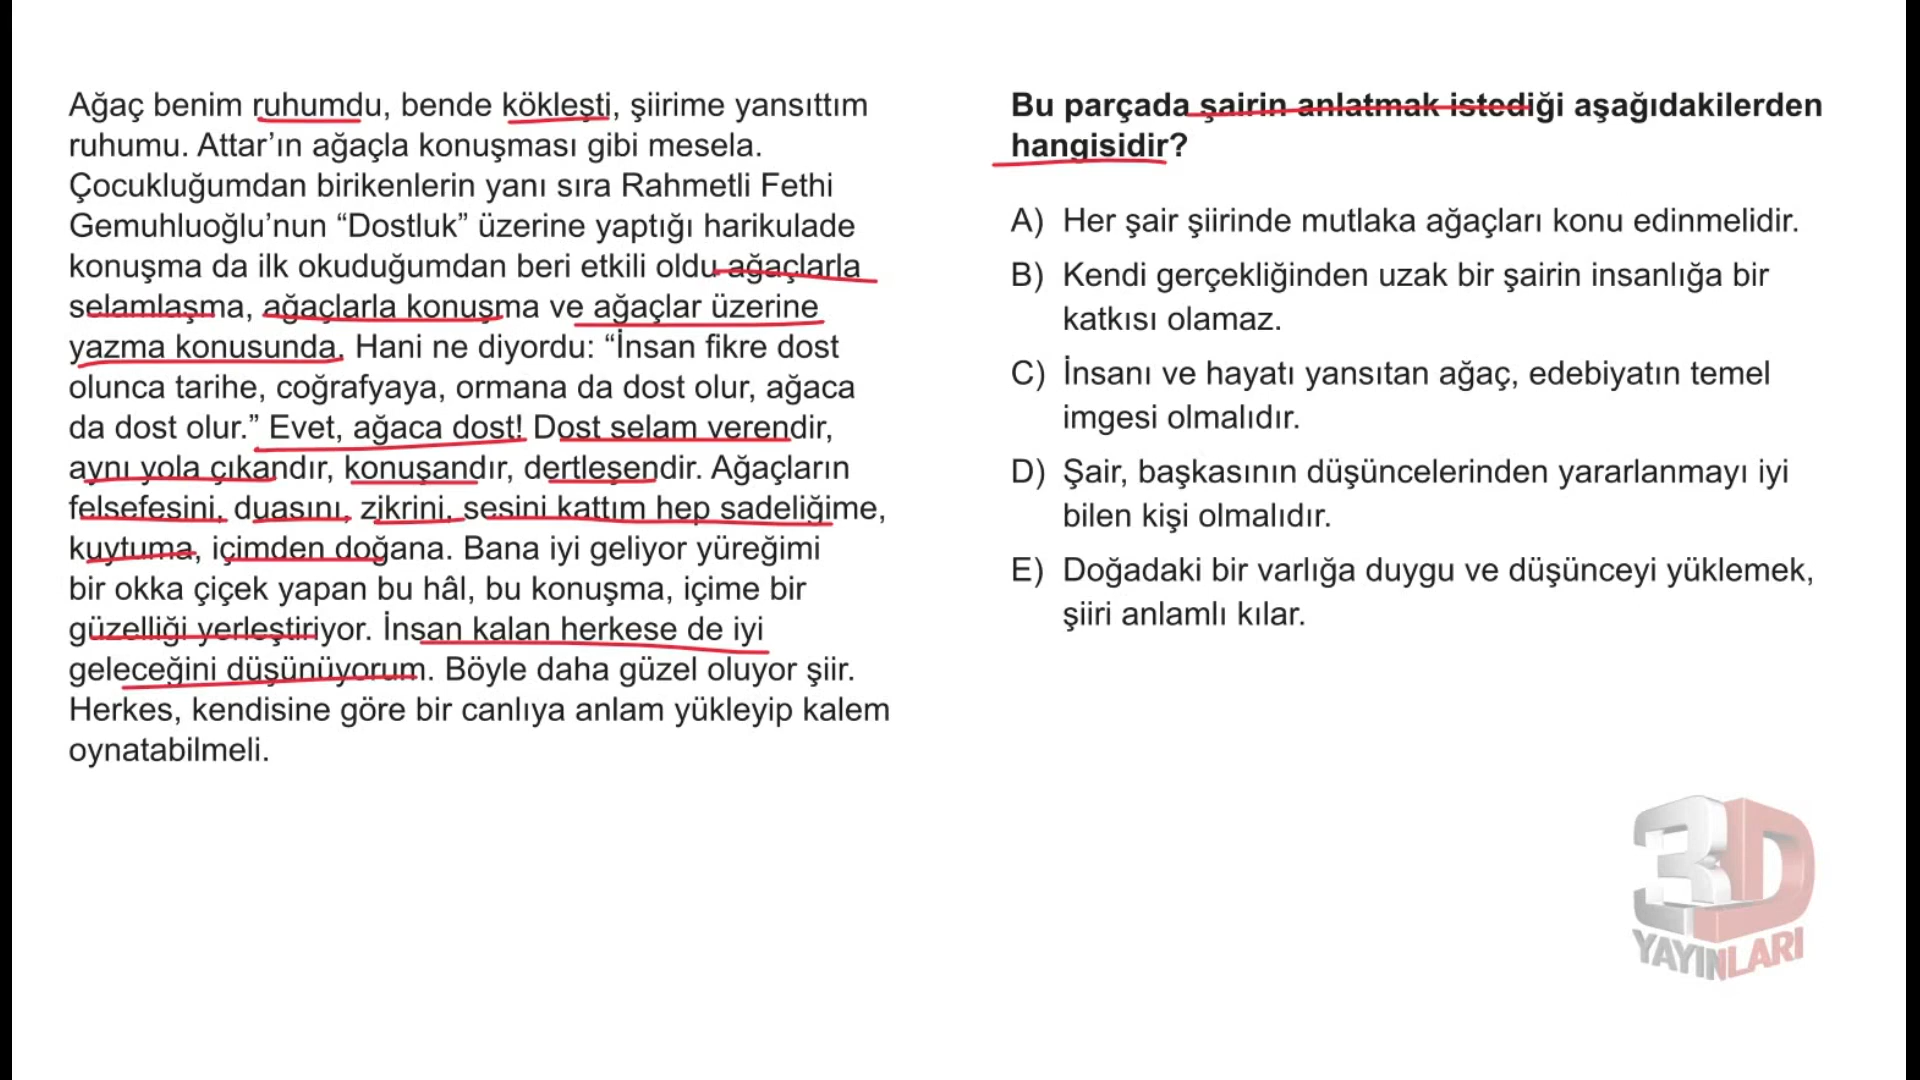 Ağaç benim ruhumdu, bende kökleşti, şiirime yansıttım
ruhumu. Attar’ın ağaçla konuşması gibi mesela.
Çocukluğumdan birikenlerin yanı sıra Rahmetli Fethi
Gemuhluoğlu’nun “Dostluk” üzerine yaptığı harikulade
konuşma da ilk okuduğumdan beri etkili oldu ağaçlarla
selamlaşma, ağaçlarla konuşma ve ağaçlar üzerine
yazma konusunda. Hani ne diyordu: “İnsan fikre dost
olunca tarihe, coğrafyaya, ormana da dost olur, ağaca
da dost olur.” Evet, ağaca dost! Dost selam verendir,
aynı yola çıkandır, konuşandır, dertleşendir. Ağaçların
felsefesini, duasını, zikrini, sesini kattım hep sadeliğime,
kuytuma, içimden doğana. Bana iyi geliyor yüreğimi
bir okka çiçek yapan bu hâl, bu konuşma, içime bir
güzelliği yerleştiriyor. İnsan kalan herkese de iyi
geleceğini düşünüyorum. Böyle daha güzel oluyor şiir.
Herkes, kendisine göre bir canlıya anlam yükleyip kalem
oynatabilmeli.
Bu parçada şairin anlatmak istediği aşağıdakilerden
hangisidir?
A) Her şair şiirinde mutlaka ağaçları konu edinmelidir.
B) Kendi gerçekliğinden uzak bir şairin insanlığa bir
katkısı olamaz.
C) İnsanı ve hayatı yansıtan ağaç, edebiyatın temel
imgesi olmalıdır.
D) Şair, başkasının düşüncelerinden yararlanmayı iyi
bilen kişi olmalıdır.
E) Doğadaki bir varlığa duygu ve düşünceyi yüklemek,
şiiri anlamlı kılar.
3D
YAYINLARI